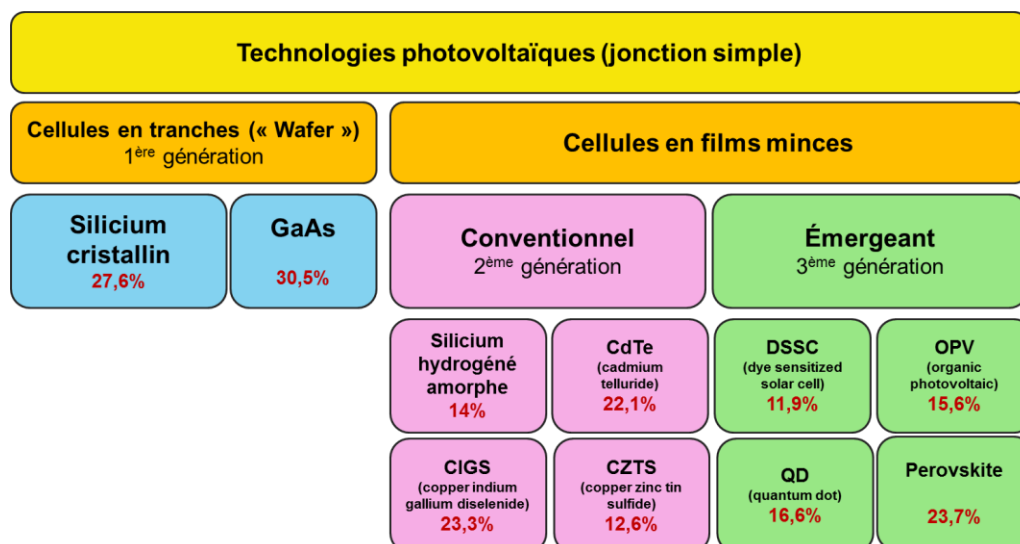 Technologies photovoltaïques (jonction simple)
Cellules en tranches (« Wafer »)
1ère génération
Cellules en films minces
Silicium
cristallin
27,6%
GaAs
30,5%
Conventionnel
2ème génération
Émergeant
3ème génération
Silicium
hydrogéné
amorphe
14%
CdTe
(cadmium
telluride)
22,1%
DSSC
(dye sensitized
solar cell)
11,9%
OPV
(organic
photovoltaic)
15,6%
CIGS
(copper indium
gallium diselenide)
23,3%
CZTS
(copper zinc tin
sulfide)
12,6%
QD
(quantum dot)
16,6%
Perovskite
23,7%